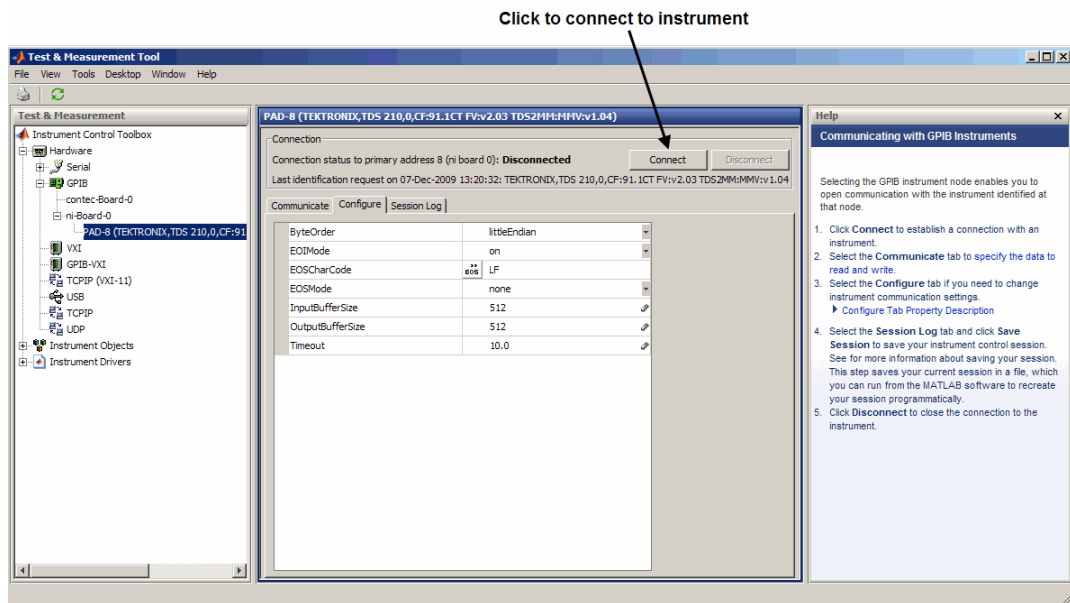 Click to connect to instrument
Test & Measurement Tool
File View Tools Desktop Window Help
Test & Measurement
Instrument Control Toolbox
Hardware
Serial
GPIB
contec-Board-0
ni-Board-0
PAD-8 (TEKTRONIX,TDS 210,0,CF:91
VXI
GPIB-VXI
TCPIP (VXI-11)
USB
TCPIP
UDP
Instrument Objects
Instrument Drivers
PAD-8 (TEKTRONIX,TDS 210,0,CF:91.1CT FV:v2.03 TDS2MM:MMV:v1.04)
Connection
Connection status to primary address 8 (ni board 0): Disconnected Connect Disconnect
Last identification request on 07-Dec-2009 13:20:32: TEKTRONIX,TDS 210,0,CF:91.1CT FV:v2.03 TDS2MM:MMV:v1.04
Communicate Configure Session Log
ByteOrder littleEndian
EOIMode on
EOSCharCode EOS LF
EOSMode none
InputBufferSize 512
OutputBufferSize 512
Timeout 10.0
Help
Communicating with GPIB Instruments
Selecting the GPIB instrument node enables you to
open communication with the instrument identified at
that node.
1. Click Connect to establish a connection with an
instrument.
2. Select the Communicate tab to specify the data to
read and write.
3. Select the Configure tab if you need to change
instrument communication settings.
Configure Tab Property Description
4. Select the Session Log tab and click Save
Session to save your instrument control session.
See for more information about saving your session.
This step saves your current session in a file, which
you can run from the MATLAB software to recreate
your session programmatically.
5. Click Disconnect to close the connection to the
instrument.